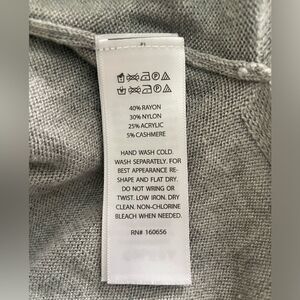 40% RAYON
30% NYLON
25% ACRYLIC
5% CASHMERE
HAND WASH COLD.
WASH SEPARATELY. FOR
BEST APPEARANCE RE-
SHAPE AND FLAT DRY.
DO NOT WRING OR
TWIST. LOW IRON. DRY
CLEAN. NON-CHLORINE
BLEACH WHEN NEEDED.
RN# 160656